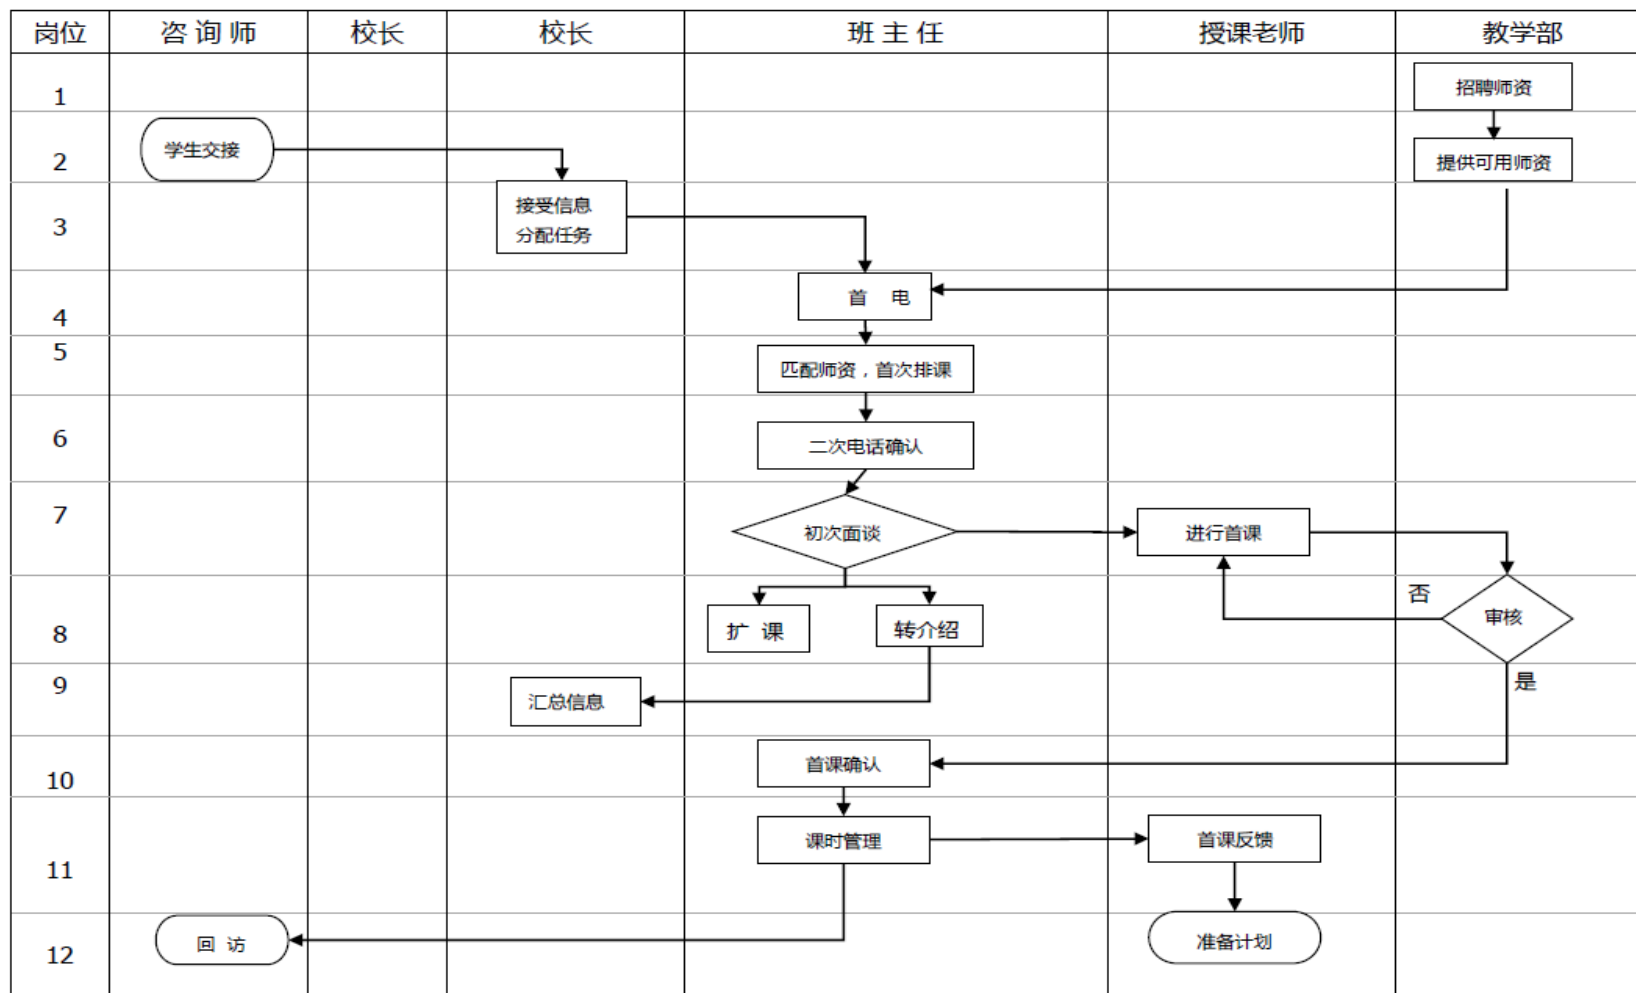 岗位 咨询师 校长 校长 班主任 授课老师 教学部
1
招聘师资
2
学生交接
提供可用师资
3
接受信息
分配任务
4
首 电
5
匹配师资，首次排课
6
二次电话确认
7
初次面谈
进行首课
8
扩 课
转介绍
否
审核
9
汇总信息
是
10
首课确认
11
课时管理
首课反馈
12
回 访
准备计划